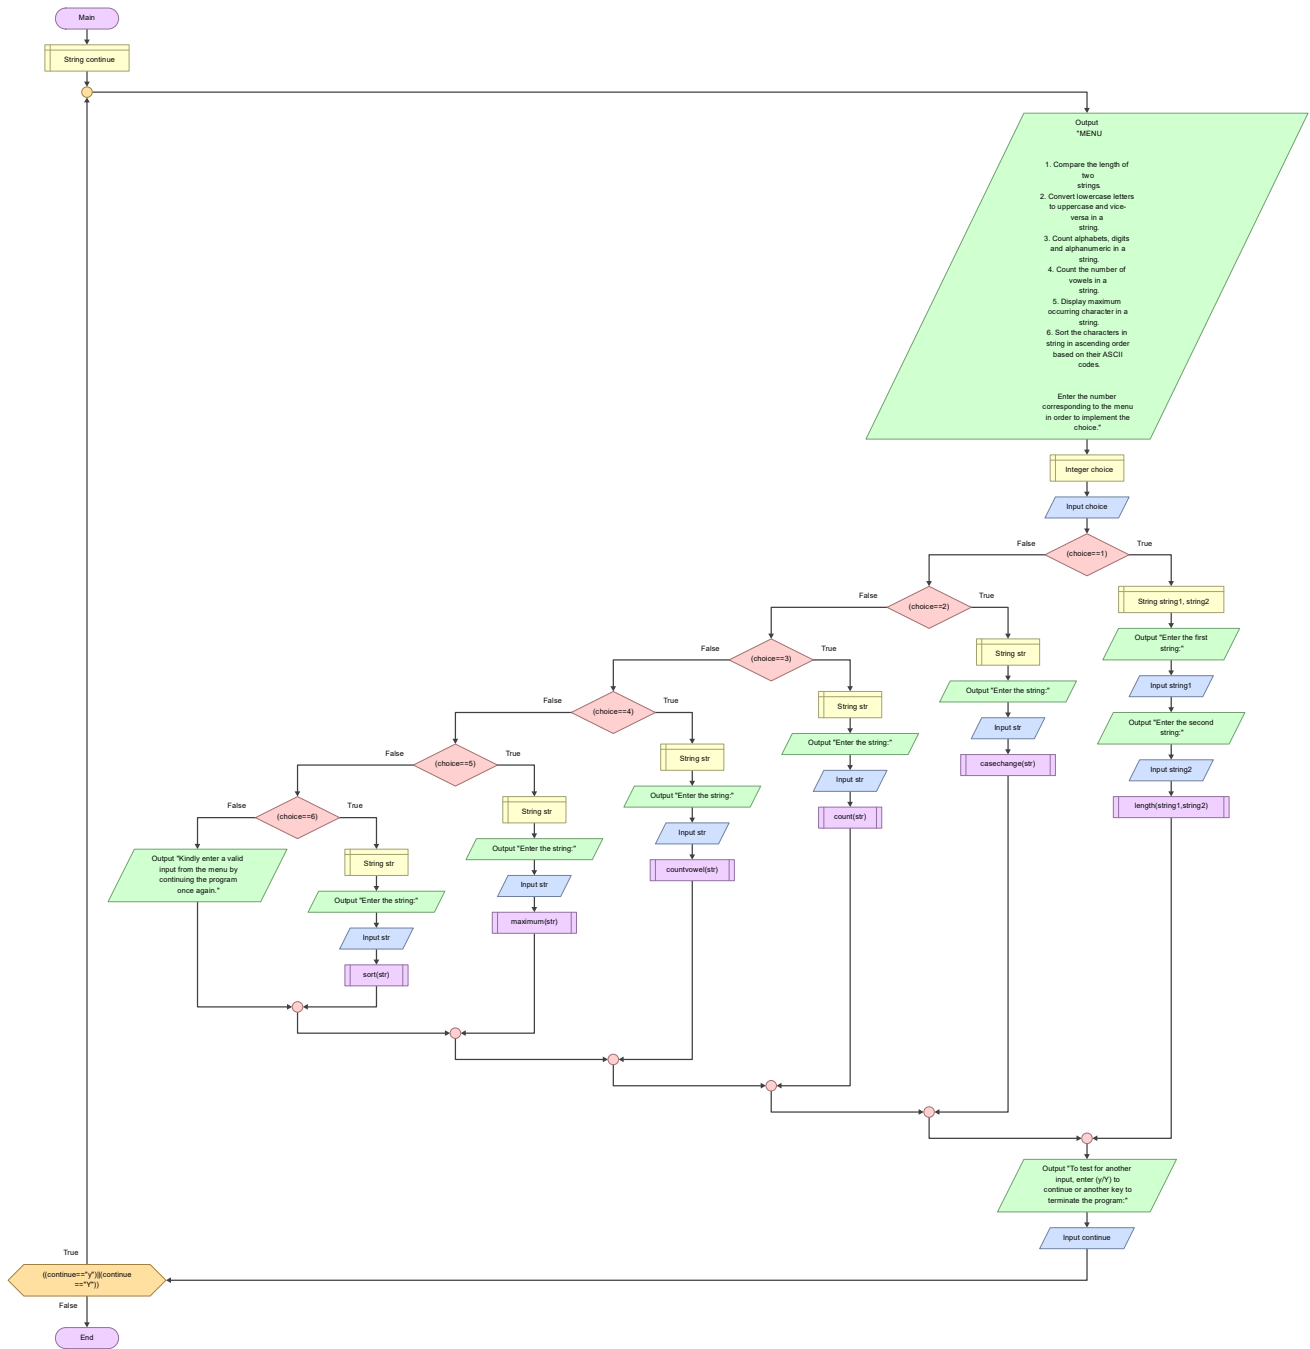 Main
String continue
Output
"MENU
1. Compare the length of
two
strings.
2. Convert lowercase letters
to uppercase and vice-
versa in a
string.
3. Count alphabets, digits
and alphanumeric in a
string.
4. Count the number of
vowels in a
string.
5. Display maximum
occurring character in a
string.
6. Sort the characters in
string in ascending order
based on their ASCII
codes.
Enter the number
corresponding to the menu
in order to implement the
choice."
Integer choice
Input choice
False
(choice==1)
True
String string1, string2
Output "Enter the first
string:"
Input string1
Output "Enter the second
string:"
Input string2
length(string1,string2)
False
(choice==2)
True
String str
Output "Enter the string:"
Input str
casechange(str)
False
(choice==3)
True
String str
Output "Enter the string:"
Input str
count(str)
False
(choice==4)
True
String str
Output "Enter the string:"
Input str
countvowel(str)
False
(choice==5)
True
String str
Output "Enter the string:"
Input str
maximum(str)
False
(choice==6)
True
Output "Kindly enter a valid
input from the menu by
continuing the program
once again."
String str
Output "Enter the string:"
Input str
sort(str)
Output "To test for another
input, enter (y/Y) to
continue or another key to
terminate the program:"
Input continue
True
((continue=="y")||(continue
=="Y"))
False
End